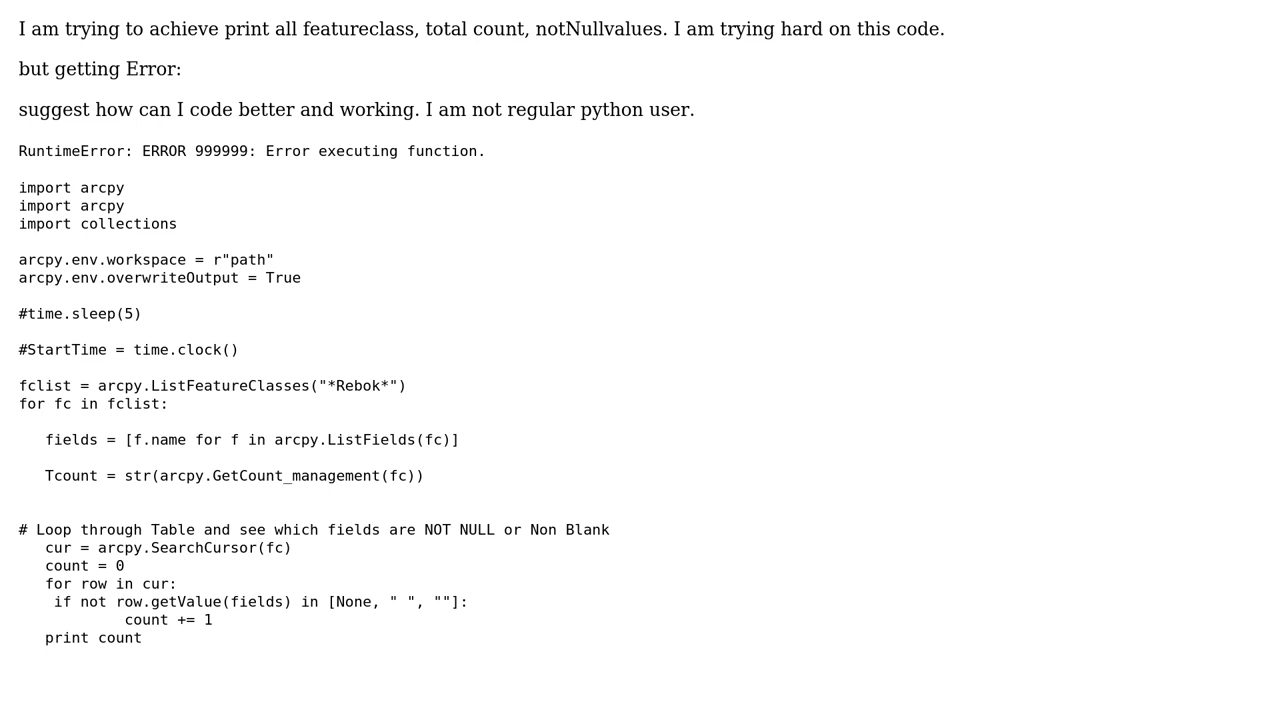 I am trying to achieve print all featureclass, total count, notNullvalues. I am trying hard on this code.
but getting Error:
suggest how can I code better and working. I am not regular python user.
RuntimeError: ERROR 999999: Error executing function.
import arcpy
import arcpy
import collections
arcpy.env.workspace = r"path"
arcpy.env.overwriteOutput = True
#time.sleep(5)
#StartTime = time.clock()
fclist = arcpy.ListFeatureClasses("*Rebok*")
for fc in fclist:
   fields = [f.name for f in arcpy.ListFields(fc)]
   Tcount = str(arcpy.GetCount_management(fc))
# Loop through Table and see which fields are NOT NULL or Non Blank
   cur = arcpy.SearchCursor(fc)
   count = 0
   for row in cur:
    if not row.getValue(fields) in [None, " ", ""]:
            count += 1
   print count